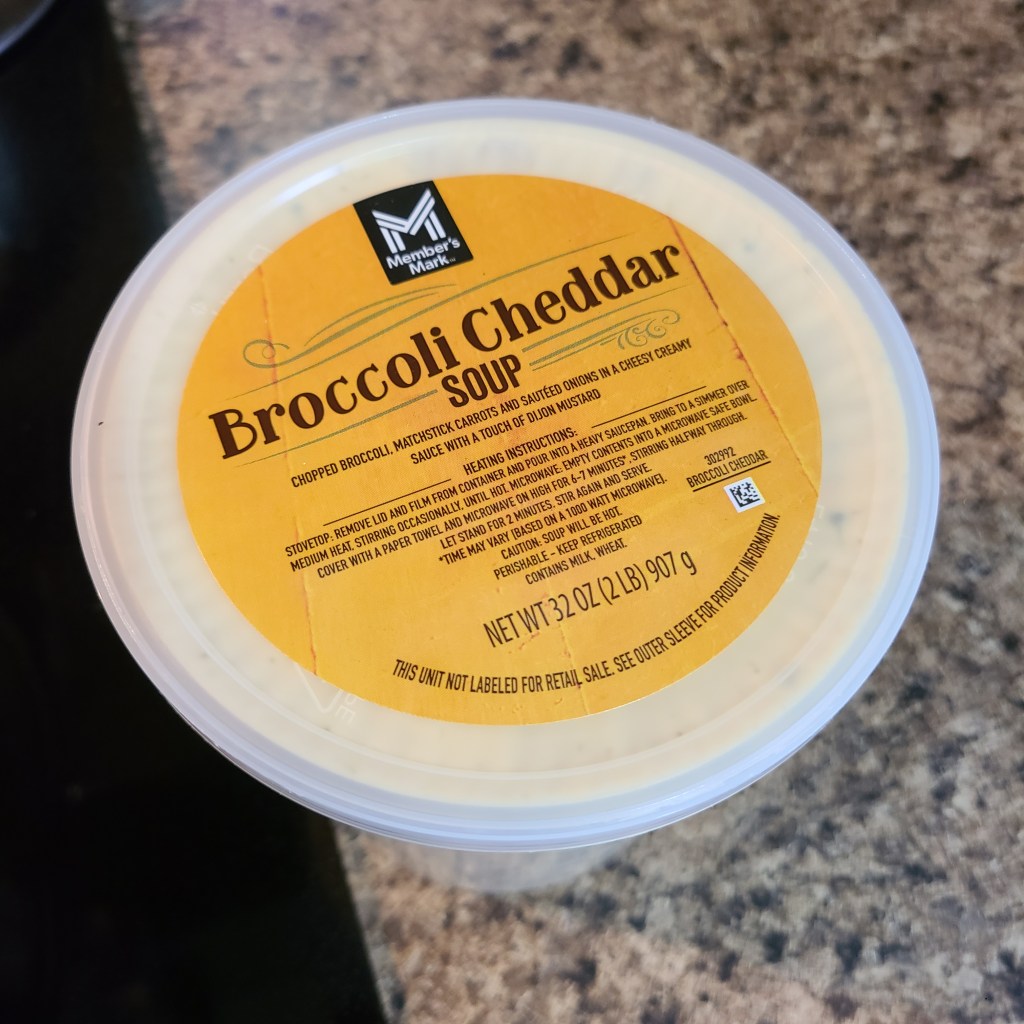 M
Member's
Mark
Broccoli Cheddar
SOUP
CHOPPED BROCCOLI, MATCHSTICK CARROTS AND SAUTÉED ONIONS IN A CHEESY CREAMY
SAUCE WITH A TOUCH OF DIJON MUSTARD
HEATING INSTRUCTIONS:
STOVETOP: REMOVE LID AND FILM FROM CONTAINER AND POUR INTO A HEAVY SAUCEPAN. BRING TO A SIMMER OVER
MEDIUM HEAT, STIRRING OCCASIONALLY, UNTIL HOT. MICROWAVE: EMPTY CONTENTS INTO A MICROWAVE SAFE BOWL.
COVER WITH A PAPER TOWEL AND MICROWAVE ON HIGH FOR 6-7 MINUTES*, STIRRING HALFWAY THROUGH.
LET STAND FOR 2 MINUTES. STIR AGAIN AND SERVE.
*TIME MAY VARY (BASED ON A 1000 WATT MICROWAVE).
CAUTION: SOUP WILL BE HOT.
PERISHABLE - KEEP REFRIGERATED
CONTAINS MILK, WHEAT.
302992
BROCCOLI CHEDDAR
NET WT 32 OZ (2 LB) 907 g
THIS UNIT NOT LABELED FOR RETAIL SALE. SEE OUTER SLEEVE FOR PRODUCT INFORMATION.